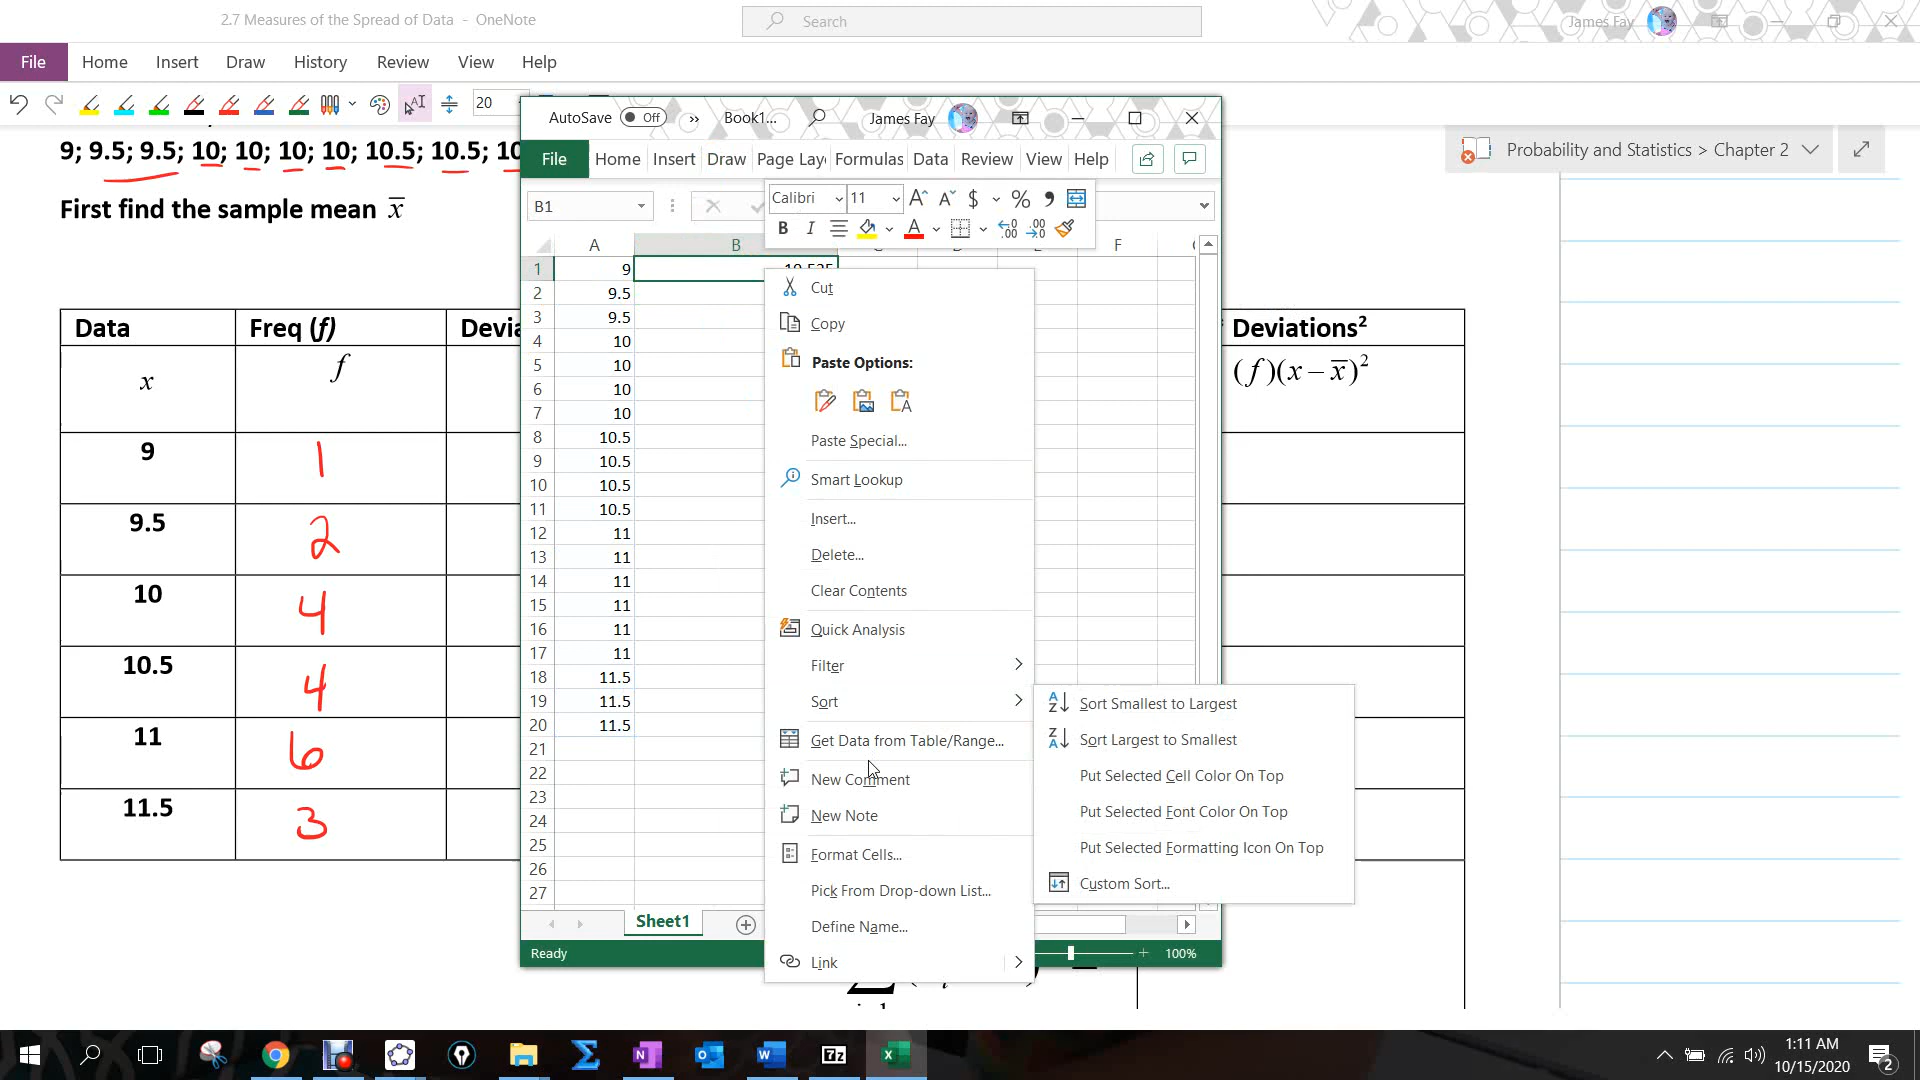 2.7 Measures of the Spread of Data - OneNote
Search
James Fay
File Home Insert Draw History Review View Help
20
9; 9.5; 9.5; 10; 10; 10; 10; 10.5; 10.5; 10
First find the sample mean x̅
Probability and Statistics > Chapter 2
Data Freq (f) Devia Deviations²
x f (f)(x − x̅)²
9 1
9.5 2
10 4
10.5 4
11 6
11.5 3
AutoSave Off » Book1... James Fay
File Home Insert Draw Page Lay Formulas Data Review View Help
B1
Calibri 11 A A $ % ,
B I A
A B F
1 9
2 9.5
3 9.5
4 10
5 10
6 10
7 10
8 10.5
9 10.5
10 10.5
11 10.5
12 11
13 11
14 11
15 11
16 11
17 11
18 11.5
19 11.5
20 11.5
21
22
23
24
25
26
27
Sheet1
Ready
100%
Cut
Copy
Paste Options:
Paste Special...
Smart Lookup
Insert...
Delete...
Clear Contents
Quick Analysis
Filter
Sort
Get Data from Table/Range...
New Comment
New Note
Format Cells...
Pick From Drop-down List...
Define Name...
Link
Sort Smallest to Largest
Sort Largest to Smallest
Put Selected Cell Color On Top
Put Selected Font Color On Top
Put Selected Formatting Icon On Top
Custom Sort...
1:11 AM
10/15/2020
2